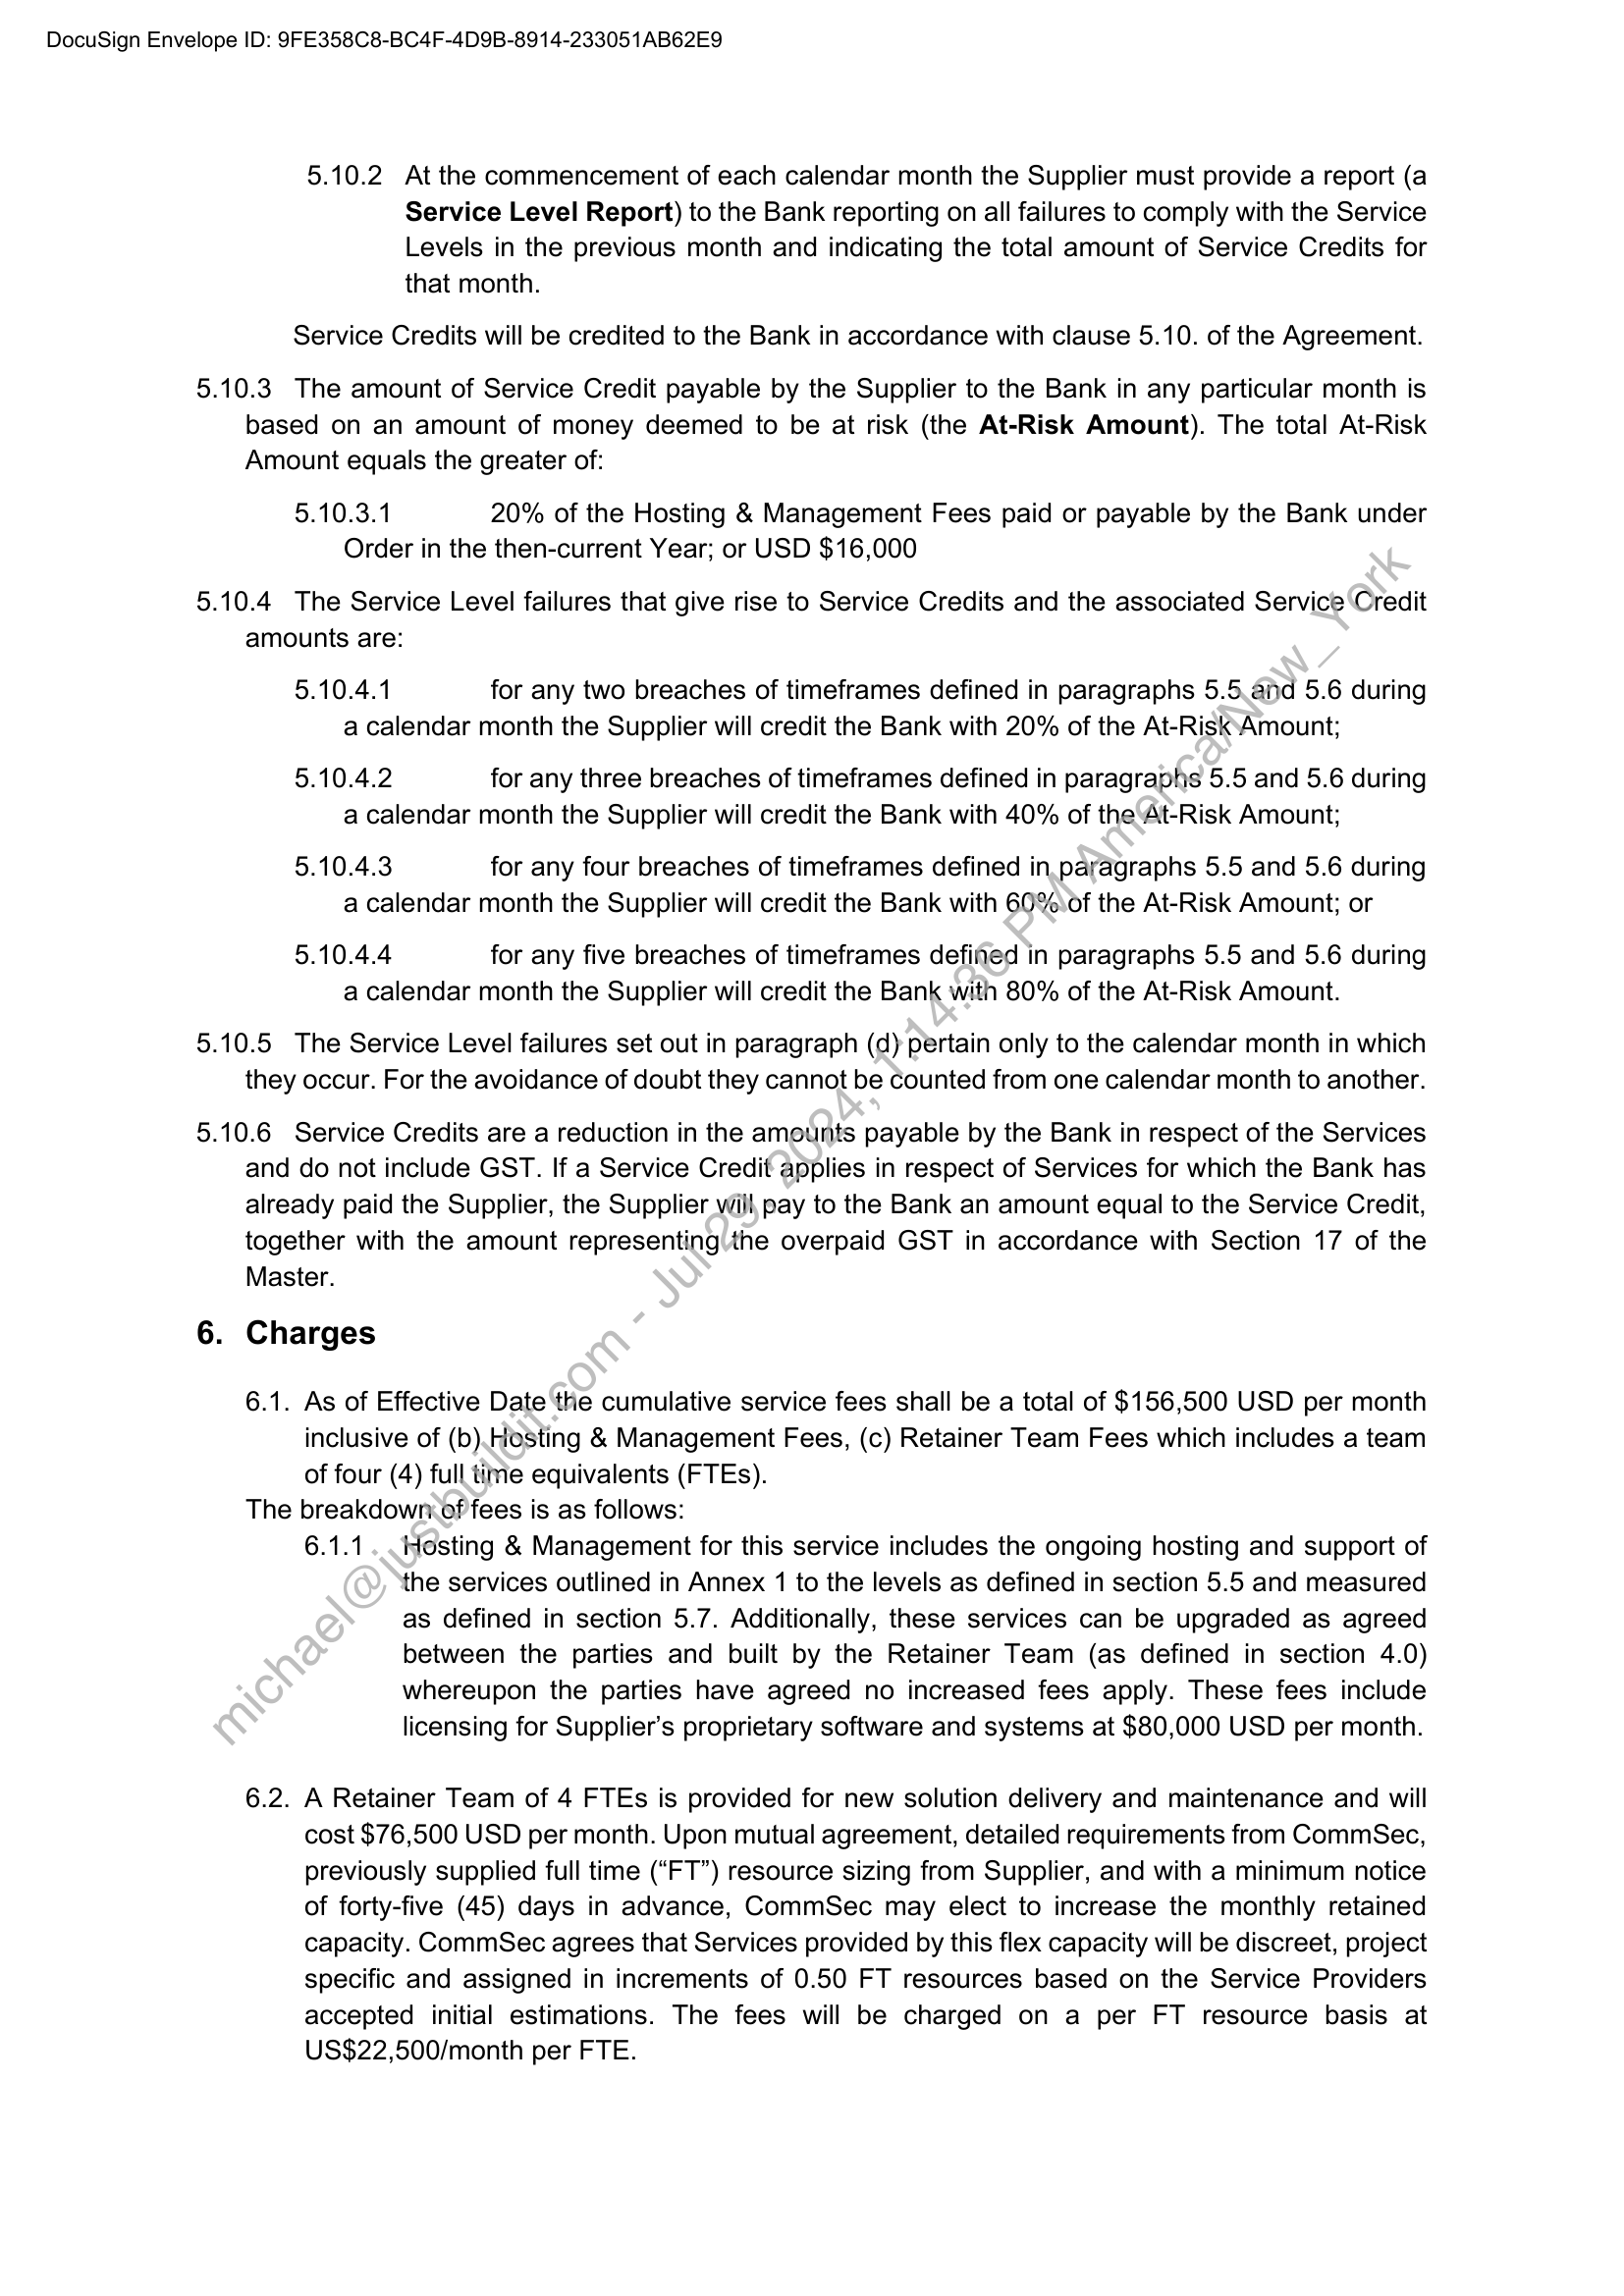 DocuSign Envelope ID: 9FE358C8-BC4F-4D9B-8914-233051AB62E9
5.10.2 At the commencement of each calendar month the Supplier must provide a report (a
Service Level Report) to the Bank reporting on all failures to comply with the Service
Levels in the previous month and indicating the total amount of Service Credits for
that month.
Service Credits will be credited to the Bank in accordance with clause 5.10. of the Agreement.
5.10.3 The amount of Service Credit payable by the Supplier to the Bank in any particular month is
based on an amount of money deemed to be at risk (the At-Risk Amount). The total At-Risk
Amount equals the greater of:
5.10.3.1 20% of the Hosting & Management Fees paid or payable by the Bank under
Order in the then-current Year; or USD $16,000
5.10.4 The Service Level failures that give rise to Service Credits and the associated Service Credit
amounts are:
5.10.4.1 for any two breaches of timeframes defined in paragraphs 5.5 and 5.6 during
a calendar month the Supplier will credit the Bank with 20% of the At-Risk Amount;
5.10.4.2 for any three breaches of timeframes defined in paragraphs 5.5 and 5.6 during
a calendar month the Supplier will credit the Bank with 40% of the At-Risk Amount;
5.10.4.3 for any four breaches of timeframes defined in paragraphs 5.5 and 5.6 during
a calendar month the Supplier will credit the Bank with 60% of the At-Risk Amount; or
5.10.4.4 for any five breaches of timeframes defined in paragraphs 5.5 and 5.6 during
a calendar month the Supplier will credit the Bank with 80% of the At-Risk Amount.
5.10.5 The Service Level failures set out in paragraph (d) pertain only to the calendar month in which
they occur. For the avoidance of doubt they cannot be counted from one calendar month to another.
5.10.6 Service Credits are a reduction in the amounts payable by the Bank in respect of the Services
and do not include GST. If a Service Credit applies in respect of Services for which the Bank has
already paid the Supplier, the Supplier will pay to the Bank an amount equal to the Service Credit,
together with the amount representing the overpaid GST in accordance with Section 17 of the
Master.
6. Charges
6.1. As of Effective Date the cumulative service fees shall be a total of $156,500 USD per month
inclusive of (b) Hosting & Management Fees, (c) Retainer Team Fees which includes a team
of four (4) full time equivalents (FTEs).
The breakdown of fees is as follows:
6.1.1 Hosting & Management for this service includes the ongoing hosting and support of
the services outlined in Annex 1 to the levels as defined in section 5.5 and measured
as defined in section 5.7. Additionally, these services can be upgraded as agreed
between the parties and built by the Retainer Team (as defined in section 4.0)
whereupon the parties have agreed no increased fees apply. These fees include
licensing for Supplier’s proprietary software and systems at $80,000 USD per month.
6.2. A Retainer Team of 4 FTEs is provided for new solution delivery and maintenance and will
cost $76,500 USD per month. Upon mutual agreement, detailed requirements from CommSec,
previously supplied full time (“FT”) resource sizing from Supplier, and with a minimum notice
of forty-five (45) days in advance, CommSec may elect to increase the monthly retained
capacity. CommSec agrees that Services provided by this flex capacity will be discreet, project
specific and assigned in increments of 0.50 FT resources based on the Service Providers
accepted initial estimations. The fees will be charged on a per FT resource basis at
US$22,500/month per FTE.
michael@justbuildit.com - Jul 29, 2024, 1:14:36 PM America/New_York